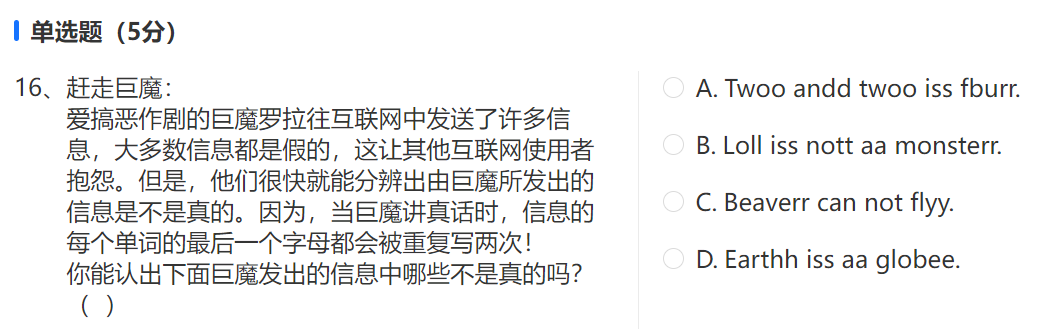 单选题（5分）
16、赶走巨魔：
爱搞恶作剧的巨魔罗拉往互联网中发送了许多信
息，大多数信息都是假的，这让其他互联网使用者
抱怨。但是，他们很快就能分辨出由巨魔所发出的
信息是不是真的。因为，当巨魔讲真话时，信息的
每个单词的最后一个字母都会被重复写两次！
你能认出下面巨魔发出的信息中哪些不是真的吗？
（ ）
A. Twoo andd twoo iss fburr.
B. Loll iss nott aa monsterr.
C. Beaverr can not flyy.
D. Earthh iss aa globee.